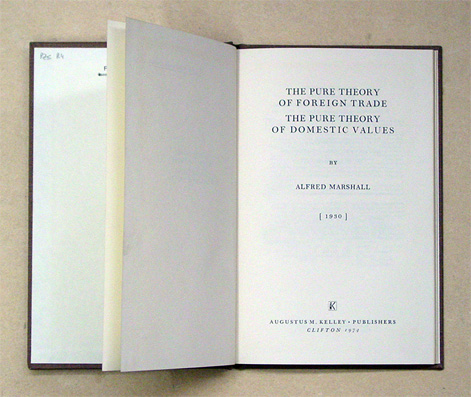 THE PURE THEORY
OF FOREIGN TRADE
THE PURE THEORY
OF DOMESTIC VALUES
BY
ALFRED MARSHALL
[ 1930 ]
K
AUGUSTUS M. KELLEY • PUBLISHERS
CLIFTON 1974